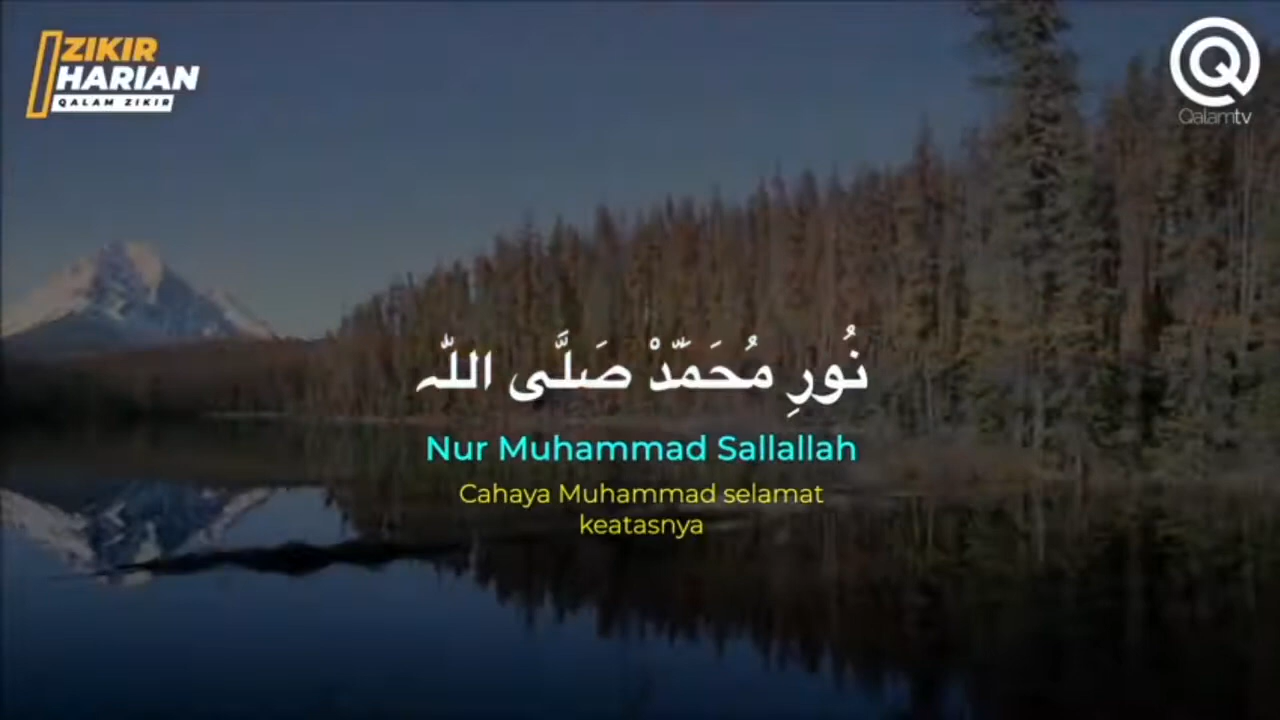 ZIKIR
HARIAN
QALAM ZIKIR
Qalamtv
نُورِ مُحَمَّدْ صَلَّى اللّه
Nur Muhammad Sallallah
Cahaya Muhammad selamat
keatasnya